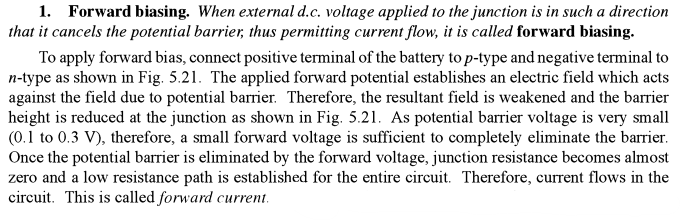 1. Forward biasing. When external d.c. voltage applied to the junction is in such a direction
that it cancels the potential barrier, thus permitting current flow, it is called forward biasing.
To apply forward bias, connect positive terminal of the battery to p-type and negative terminal to
n-type as shown in Fig. 5.21. The applied forward potential establishes an electric field which acts
against the field due to potential barrier. Therefore, the resultant field is weakened and the barrier
height is reduced at the junction as shown in Fig. 5.21. As potential barrier voltage is very small
(0.1 to 0.3 V), therefore, a small forward voltage is sufficient to completely eliminate the barrier.
Once the potential barrier is eliminated by the forward voltage, junction resistance becomes almost
zero and a low resistance path is established for the entire circuit. Therefore, current flows in the
circuit. This is called forward current.